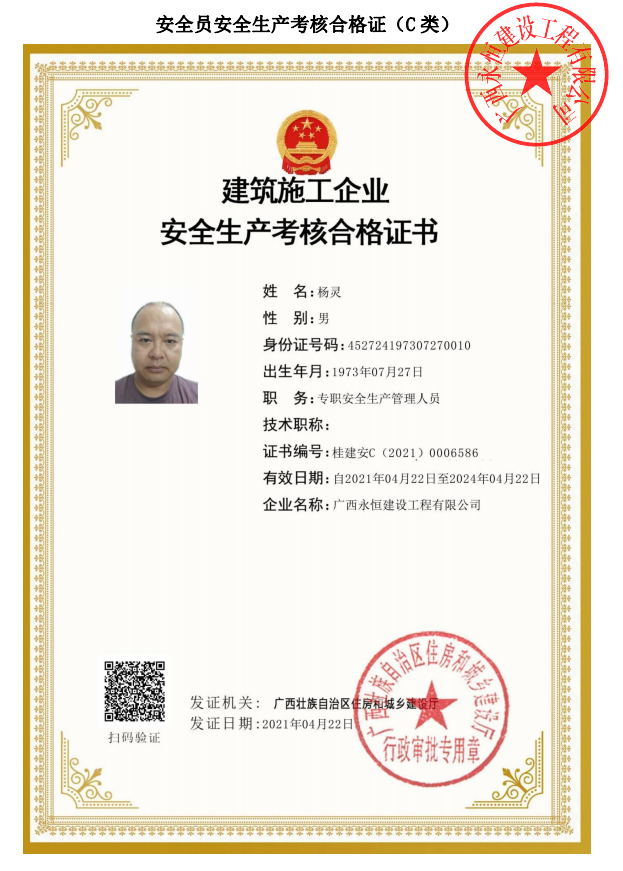 安全员安全生产考核合格证（C 类）
广西永恒建设工程有限公司
建筑施工企业
安全生产考核合格证书
姓 名:杨灵
性 别:男
身份证号码:452724197307270010
出生年月:1973年07月27日
职 务:专职安全生产管理人员
技术职称:
证书编号:桂建安C（2021）0006586
有效日期:自2021年04月22日至2024年04月22日
企业名称:广西永恒建设工程有限公司
发证机关: 广西壮族自治区住房和城乡建设厅
发证日期:2021年04月22日
扫码验证
广西壮族自治区住房和城乡建设厅
行政审批专用章